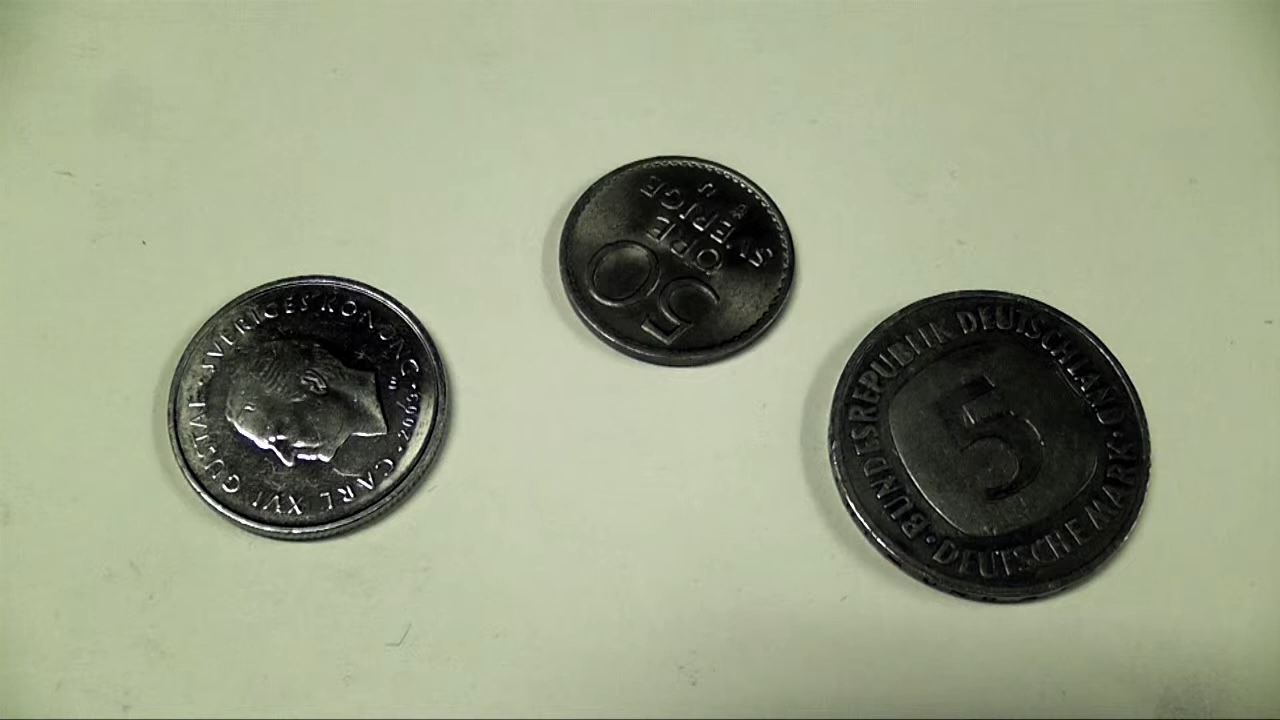 CARL XVI GUSTAF · SVERIGES KONUNG
50
ÖRE
SVERIGE
BUNDESREPUBLIK DEUTSCHLAND
5
DEUTSCHE MARK